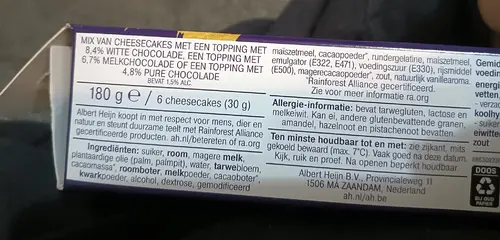 MIX VAN CHEESECAKES MET EEN TOPPING MET
8,4% WITTE CHOCOLADE, EEN TOPPING MET
6,7% MELKCHOCOLADE OF EEN TOPPING MET
4,8% PURE CHOCOLADE
BEVAT 1,5% ALC.
180 g e / 6 cheesecakes (30 g)
Albert Heijn koopt in met respect voor mens, dier en
natuur en steunt duurzame teelt met Rainforest Alliance
gecertificeerde producten. ah.nl/beteren of ra.org
Ingrediënten: suiker, room, magere melk,
plantaardige olie (palm, palmpit), water, tarwebloem,
cacaomassa°, roomboter, melkpoeder, cacaoboter°,
kwarkpoeder, alcohol, dextrose, gemodificeerd
maïszetmeel, cacaopoeder°, rundergelatine, maïszetmeel,
emulgator (E322, E471), voedingszuur (E330), rijsmiddel
(E500), magerecacaopoeder°, zout, natuurlijk vanillearoma.
°Rainforest Alliance gecertificeerd.
Zie voor meer informatie ra.org
Allergie-informatie: bevat tarwegluten, lactose en
melkeiwit. Kan ei, andere glutenbevattende granen,
amandel, hazelnoot en pistachenoot bevatten.
Ten minste houdbaar tot en met: zie zijkant, mits
gekoeld bewaard (max. 7°C). Vaak goed na deze datum.
Kijk, ruik en proef. Na openen beperkt houdbaar.
Albert Heijn B.V., Provincialeweg 11
1506 MA ZAANDAM, Nederland
ah.nl/ah.be
DOOS
BIJ OUD
PAPIER